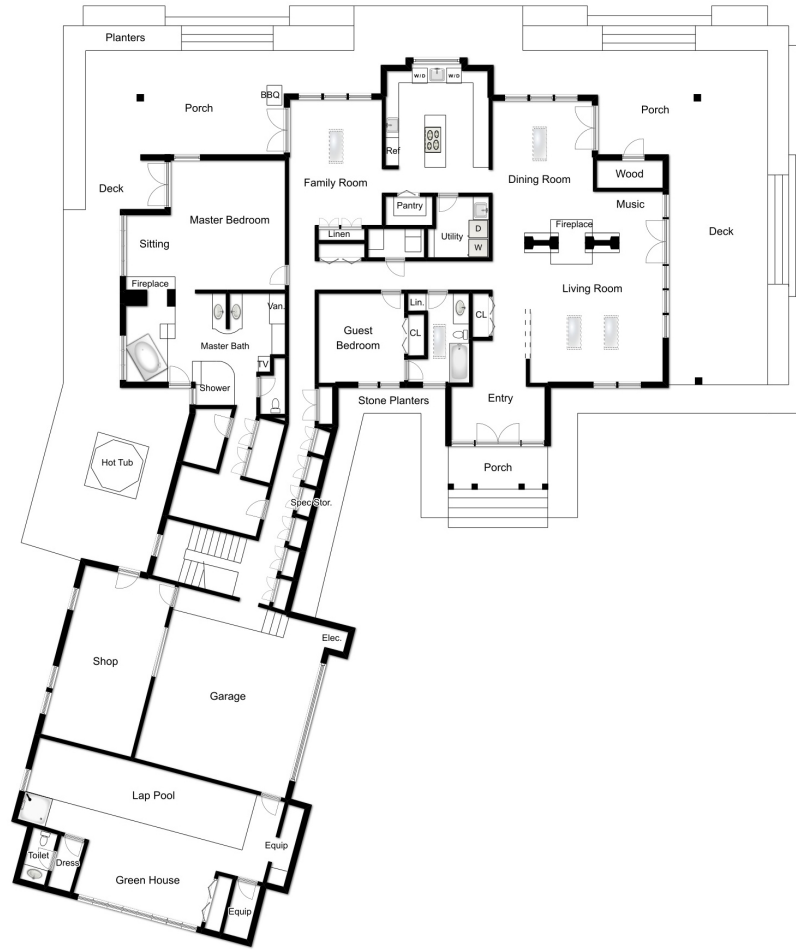 Planters
W/D
W/D
BBQ
Porch
Porch
Ref
Wood
Family Room
Dining Room
Deck
Pantry
Music
Master Bedroom
Fireplace
D
Deck
Linen
Utility
Sitting
W
Fireplace
Living Room
Lin.
Van.
CL
Guest
Bedroom
CL
Master Bath
TV
Shower
Entry
Stone Planters
Hot Tub
Porch
Spec Stor.
Elec.
Shop
Garage
Lap Pool
Equip
Toilet
Dress
Green House
Equip